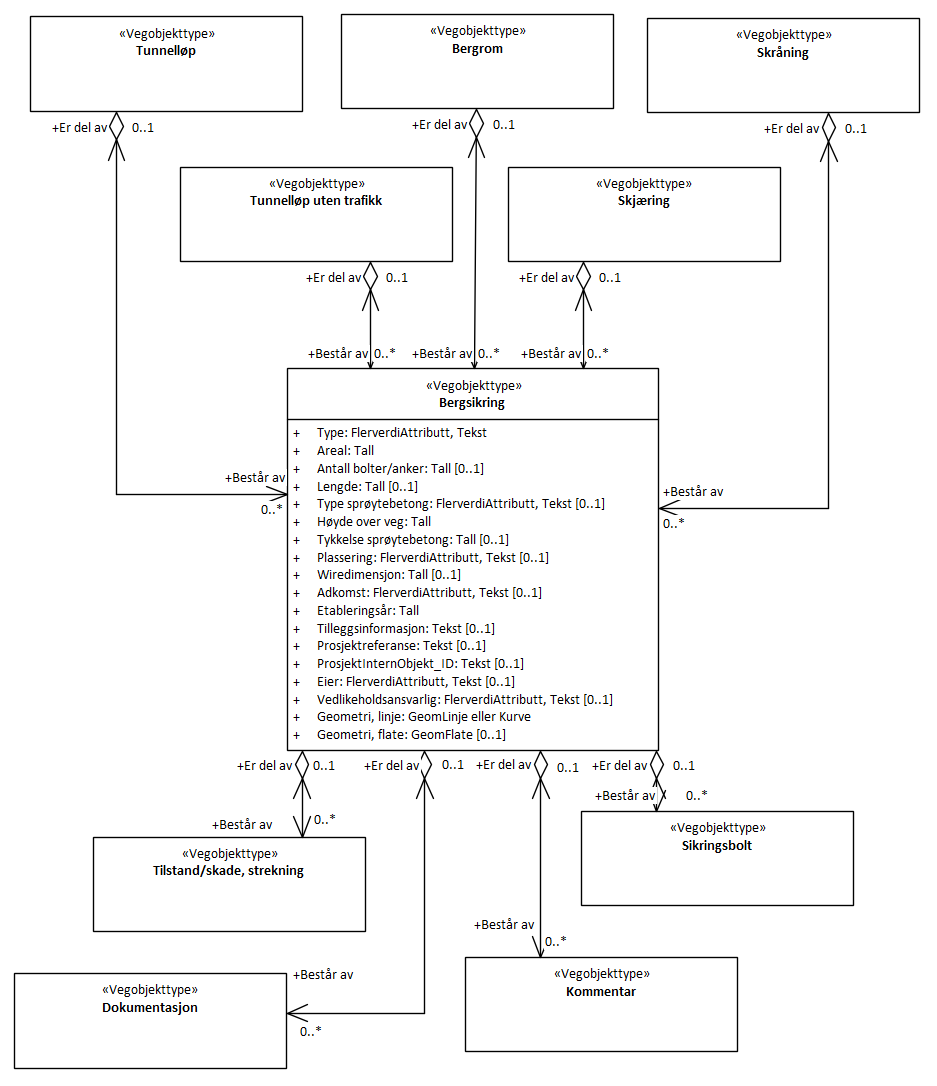 «Vegobjekttype»
Tunnelløp
«Vegobjekttype»
Bergrom
«Vegobjekttype»
Skråning
+Er del av 0..1
+Er del av 0..1
+Er del av 0..1
«Vegobjekttype»
Tunnelløp uten trafikk
«Vegobjekttype»
Skjæring
+Er del av 0..1
+Er del av 0..1
+Består av 0..*
+Består av 0..*
+Består av 0..*
«Vegobjekttype»
Bergsikring
+ Type: FlerverdiAttributt, Tekst
+ Areal: Tall
+ Antall bolter/anker: Tall [0..1]
+ Lengde: Tall [0..1]
+ Type sprøytebetong: FlerverdiAttributt, Tekst [0..1]
+ Høyde over veg: Tall
+ Tykkelse sprøytebetong: Tall [0..1]
+ Plassering: FlerverdiAttributt, Tekst [0..1]
+ Wiredimensjon: Tall [0..1]
+ Adkomst: FlerverdiAttributt, Tekst [0..1]
+ Etableringsår: Tall
+ Tilleggsinformasjon: Tekst [0..1]
+ Prosjektreferanse: Tekst [0..1]
+ ProsjektInternObjekt_ID: Tekst [0..1]
+ Eier: FlerverdiAttributt, Tekst [0..1]
+ Vedlikeholdsansvarlig: FlerverdiAttributt, Tekst [0..1]
+ Geometri, linje: GeomLinje eller Kurve
+ Geometri, flate: GeomFlate [0..1]
+Består av
0..*
+Består av
0..*
+Er del av 0..1
+Er del av 0..1
+Er del av 0..1
+Er del av 0..1
+Består av 0..*
+Består av 0..*
«Vegobjekttype»
Sikringsbolt
«Vegobjekttype»
Tilstand/skade, strekning
+Består av
0..*
«Vegobjekttype»
Kommentar
+Består av
0..*
«Vegobjekttype»
Dokumentasjon